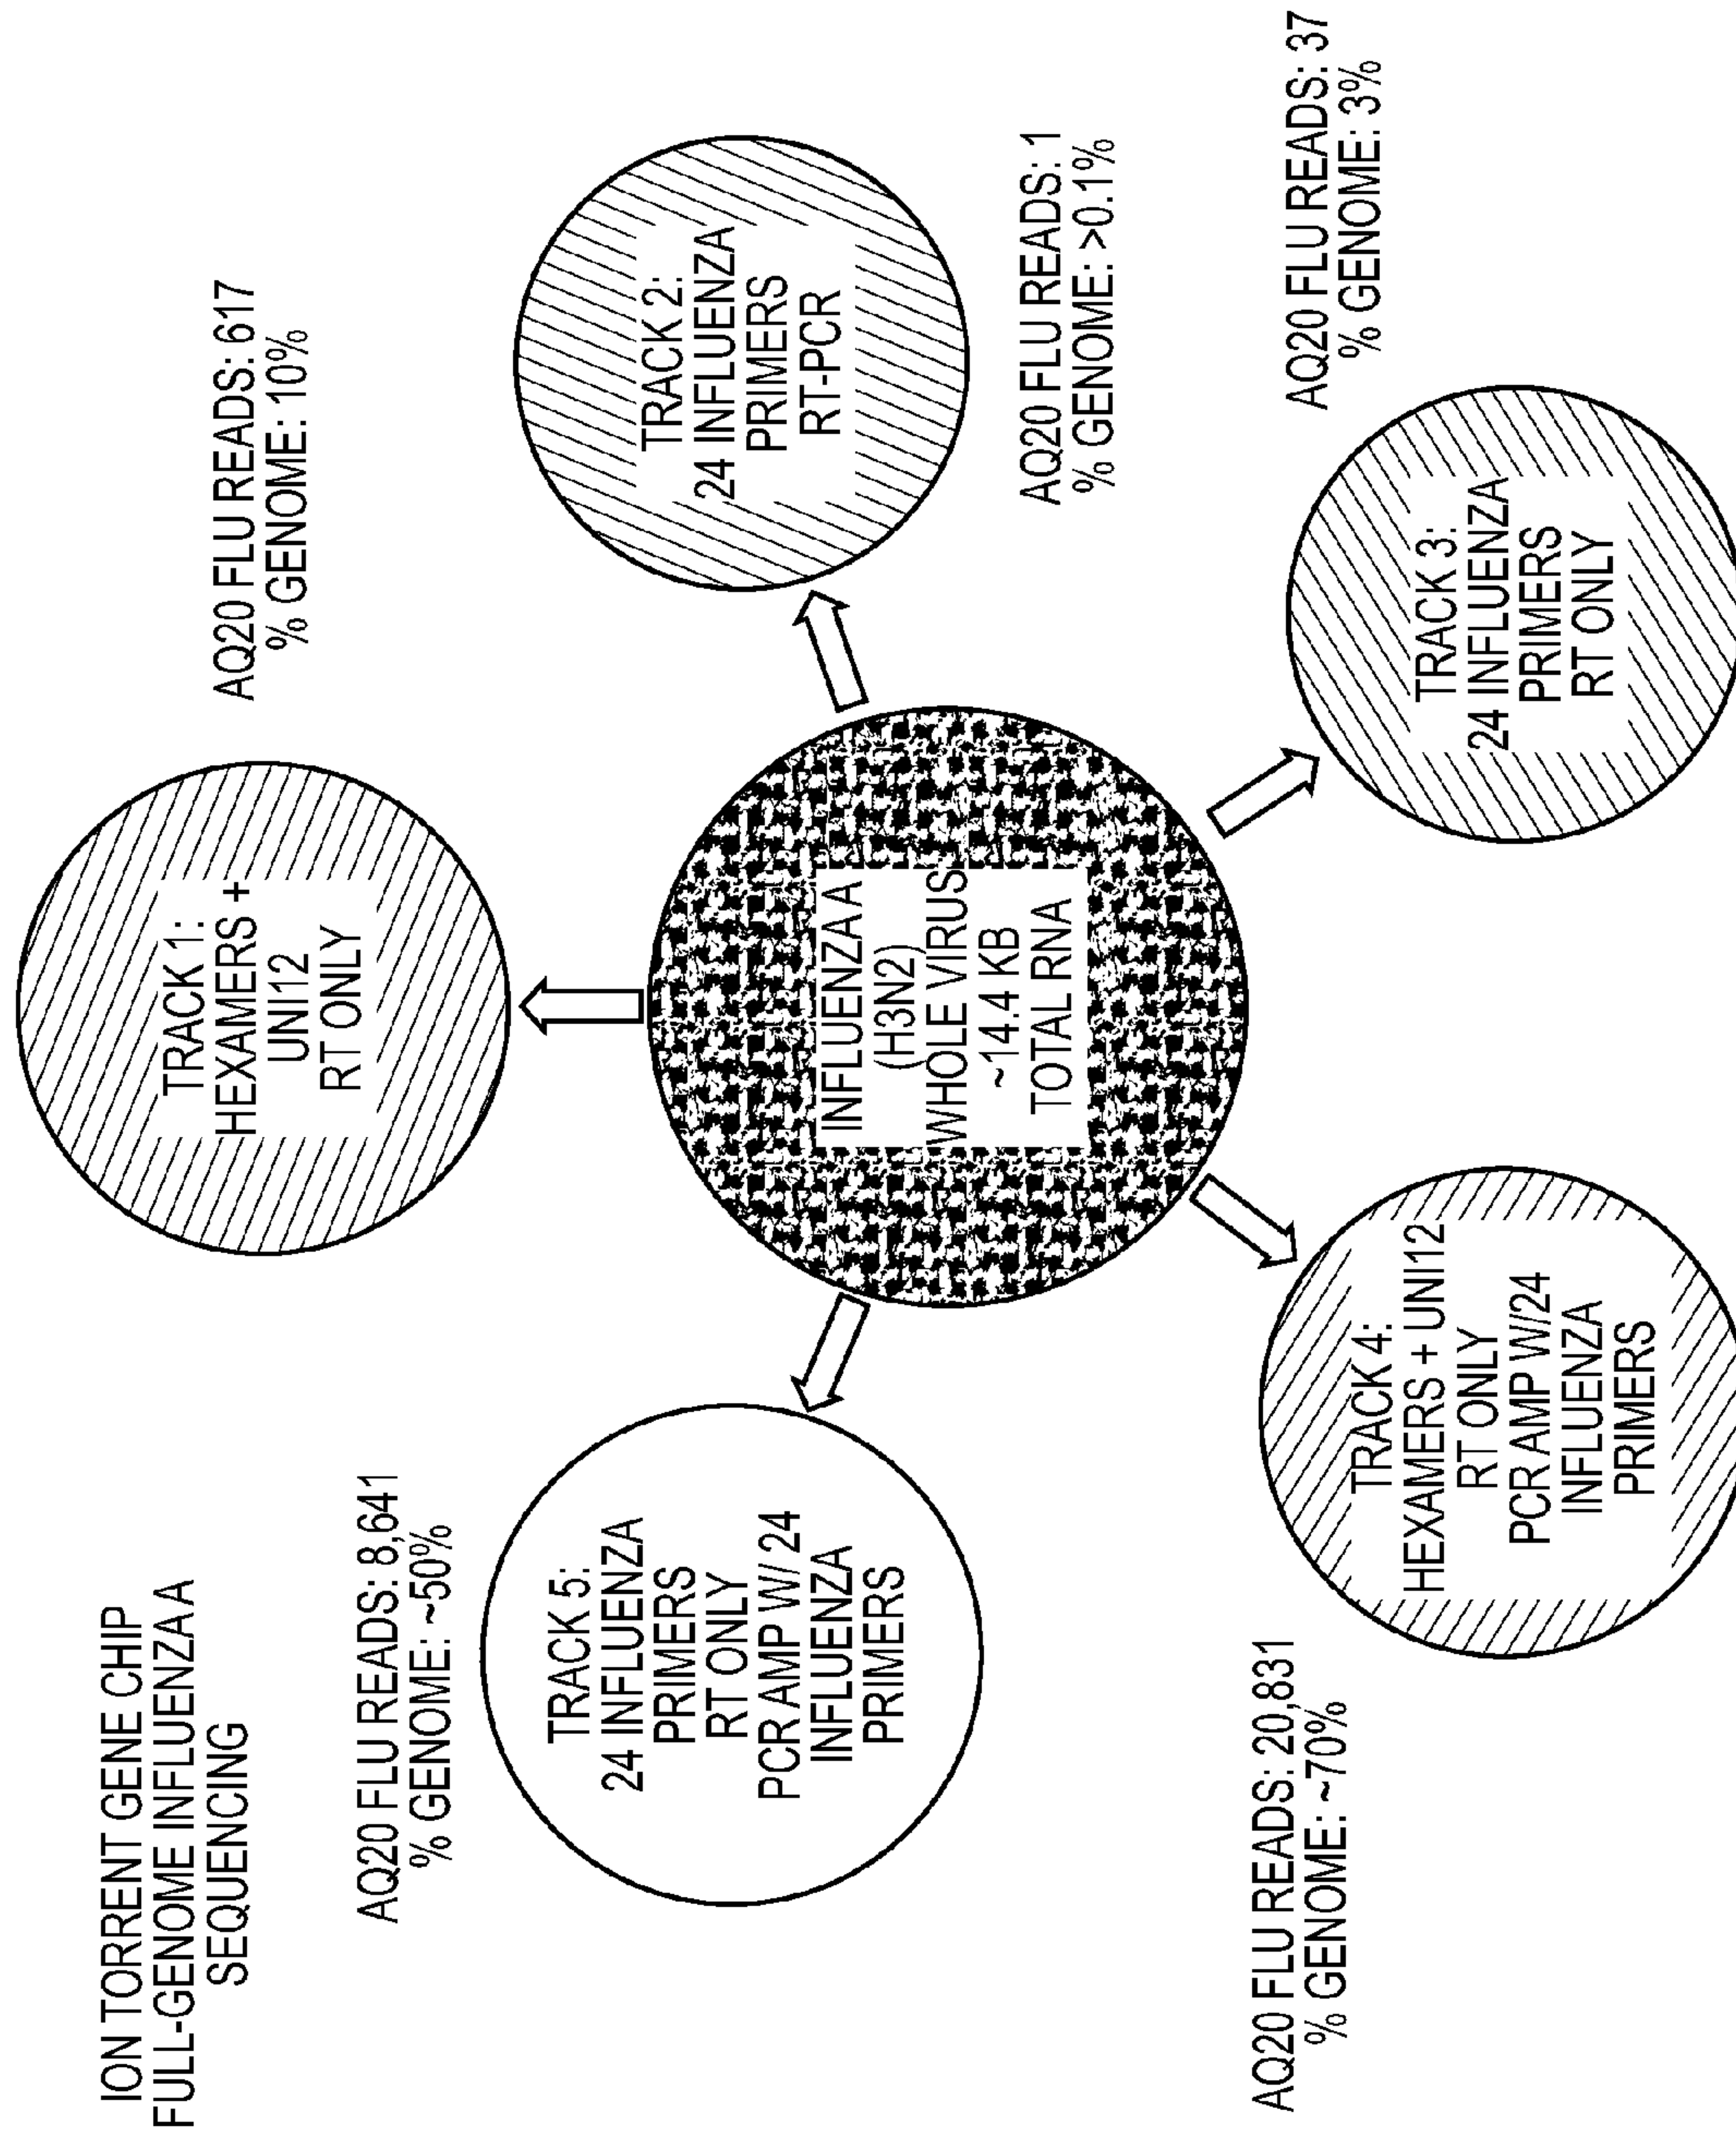 ION TORRENT GENE CHIP
FULL-GENOME INFLUENZA A
SEQUENCING
AQ20 FLU READS: 617
% GENOME: 10%
TRACK 1:
HEXAMERS +
UNI12
RT ONLY
TRACK 2:
24 INFLUENZA
PRIMERS
RT-PCR
AQ20 FLU READS: 1
% GENOME: >0.1%
TRACK 3:
24 INFLUENZA
PRIMERS
RT ONLY
AQ20 FLU READS: 37
% GENOME: 3%
INFLUENZA A
(H3N2)
WHOLE VIRUS
~14.4 KB
TOTAL RNA
AQ20 FLU READS: 8,641
% GENOME: ~50%
TRACK 5:
24 INFLUENZA
PRIMERS
RT ONLY
PCR AMP W/ 24
INFLUENZA
PRIMERS
AQ20 FLU READS: 20,831
% GENOME: ~70%
TRACK 4:
HEXAMERS + UNI12
RT ONLY
PCR AMP W/24
INFLUENZA
PRIMERS